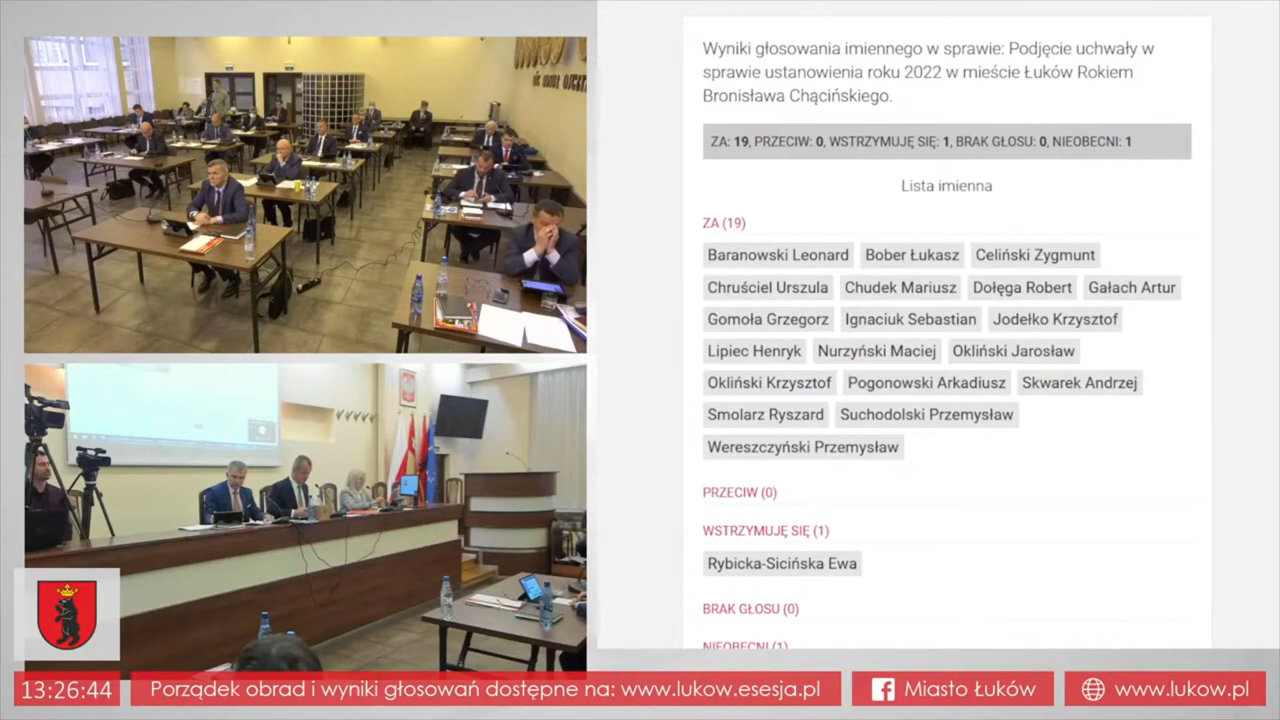 Wyniki głosowania imiennego w sprawie: Podjęcie uchwały w
sprawie ustanowienia roku 2022 w mieście Łuków Rokiem
Bronisława Chącińskiego.
ZA: 19, PRZECIW: 0, WSTRZYMUJĘ SIĘ: 1, BRAK GŁOSU: 0, NIEOBECNI: 1
Lista imienna
ZA (19)
Baranowski Leonard Bober Łukasz Celiński Zygmunt
Chruściel Urszula Chudek Mariusz Dołęga Robert Gałach Artur
Gomoła Grzegorz Ignaciuk Sebastian Jodełko Krzysztof
Lipiec Henryk Nurzyński Maciej Okliński Jarosław
Okliński Krzysztof Pogonowski Arkadiusz Skwarek Andrzej
Smolarz Ryszard Suchodolski Przemysław
Wereszczyński Przemysław
PRZECIW (0)
WSTRZYMUJĘ SIĘ (1)
Rybicka-Sicińska Ewa
BRAK GŁOSU (0)
NIEOBECNI (1)
13:26:44 Porządek obrad i wyniki głosowań dostępne na: www.lukow.esesja.pl Miasto Łuków www.lukow.pl